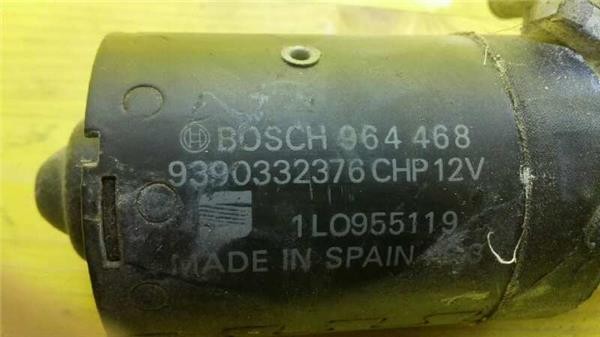 BOSCH 964 468
9390332376 CHP 12V
1L0955119
MADE IN SPAIN